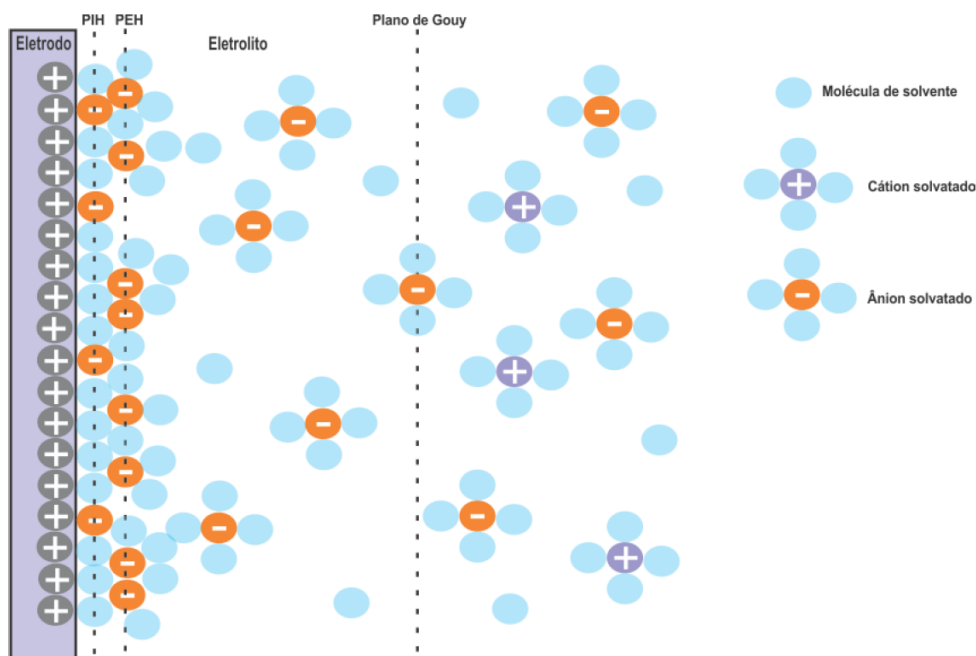 PIH
PEH
Plano de Gouy
Eletrodo
Eletrolito
Molécula de solvente
Cátion solvatado
Ânion solvatado